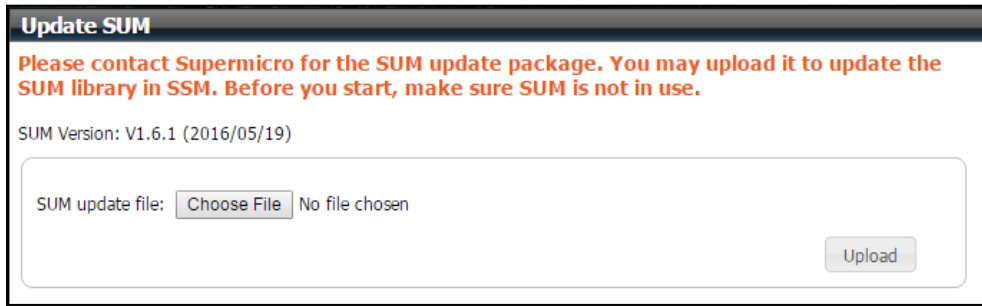 Update SUM
Please contact Supermicro for the SUM update package. You may upload it to update the
SUM library in SSM. Before you start, make sure SUM is not in use.
SUM Version: V1.6.1 (2016/05/19)
SUM update file: Choose File No file chosen
Upload